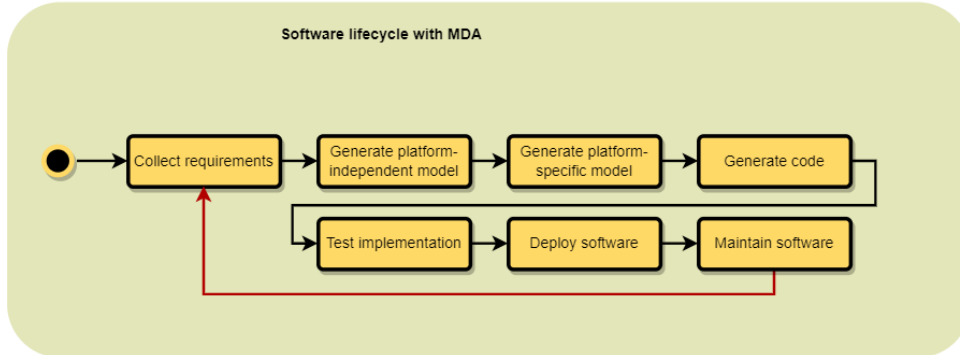 Software lifecycle with MDA
Collect requirements
Generate platform-
independent model
Generate platform-
specific model
Generate code
Test implementation
Deploy software
Maintain software